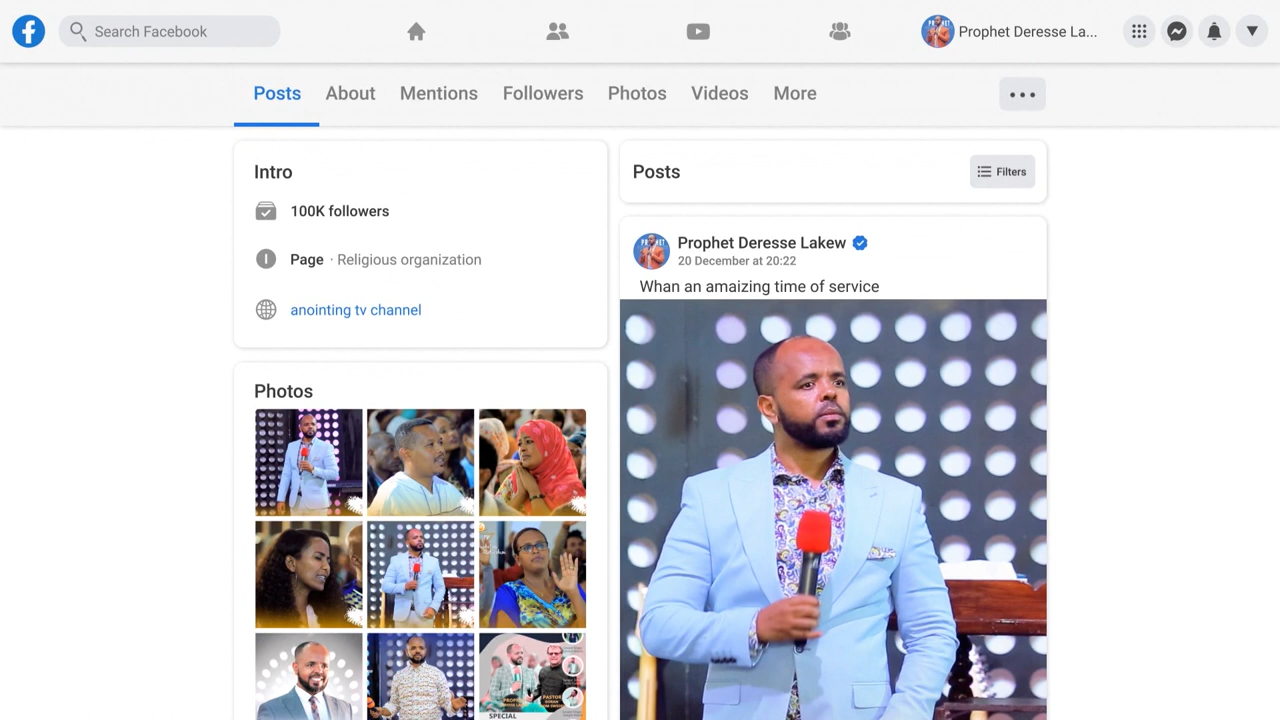 Search Facebook
Prophet Deresse La...
Posts
About
Mentions
Followers
Photos
Videos
More
Intro
100K followers
Page · Religious organization
anointing tv channel
Photos
SPECIAL
Posts
Filters
Prophet Deresse Lakew
20 December at 20:22
Whan an amaizing time of service